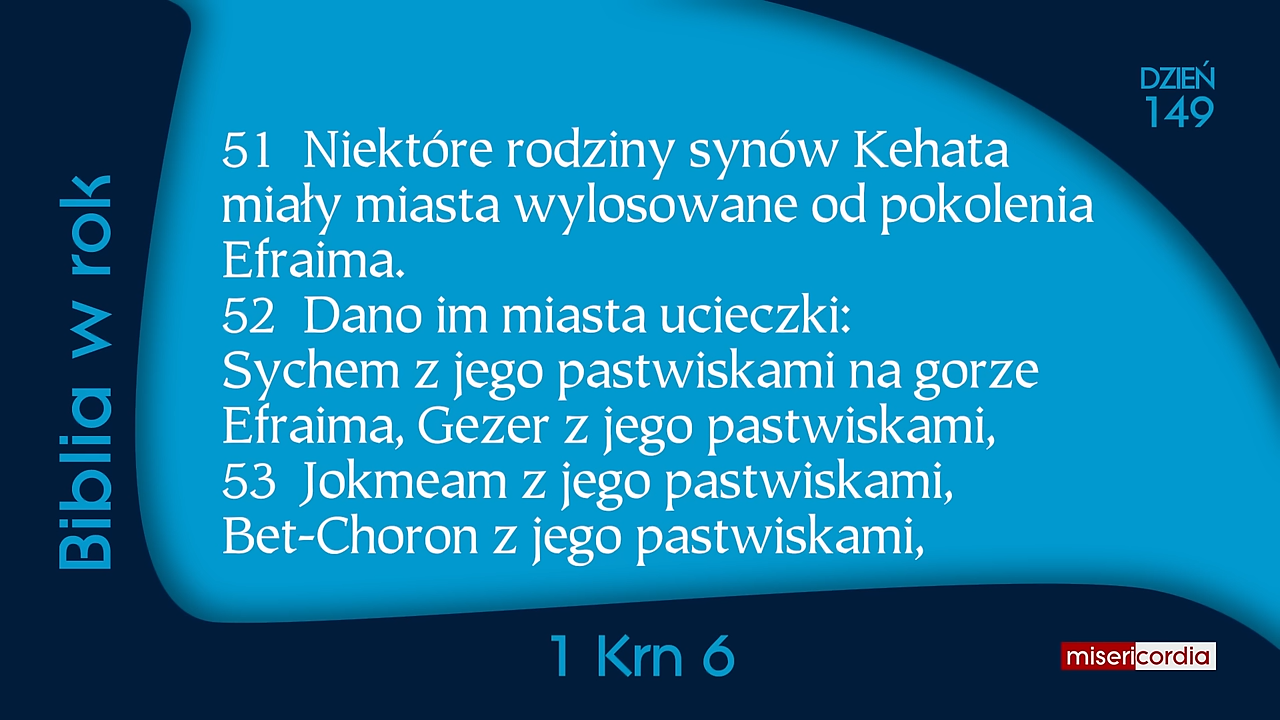 DZIEŃ
149
51 Niektóre rodziny synów Kehata
miały miasta wylosowane od pokolenia
Efraima.
52 Dano im miasta ucieczki:
Sychem z jego pastwiskami na gorze
Efraima, Gezer z jego pastwiskami,
53 Jokmeam z jego pastwiskami,
Bet-Choron z jego pastwiskami,
Biblia w rok
1 Krn 6
misericordia